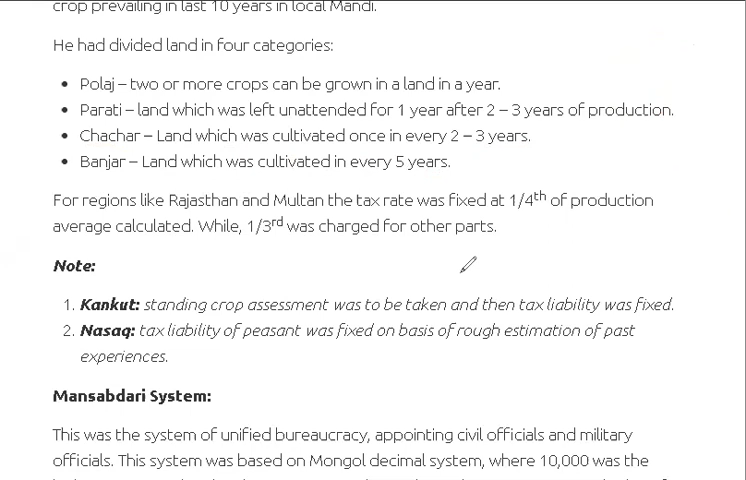 crop prevailing in last 10 years in local Mandi.
He had divided land in four categories:
• Polaj – two or more crops can be grown in a land in a year.
• Parati – land which was left unattended for 1 year after 2 – 3 years of production.
• Chachar – Land which was cultivated once in every 2 – 3 years.
• Banjar – Land which was cultivated in every 5 years.
For regions like Rajasthan and Multan the tax rate was fixed at 1/4th of production
average calculated. While, 1/3rd was charged for other parts.
Note:
1. Kankut: standing crop assessment was to be taken and then tax liability was fixed.
2. Nasaq: tax liability of peasant was fixed on basis of rough estimation of past
experiences.
Mansabdari System:
This was the system of unified bureaucracy, appointing civil officials and military
officials. This system was based on Mongol decimal system, where 10,000 was the